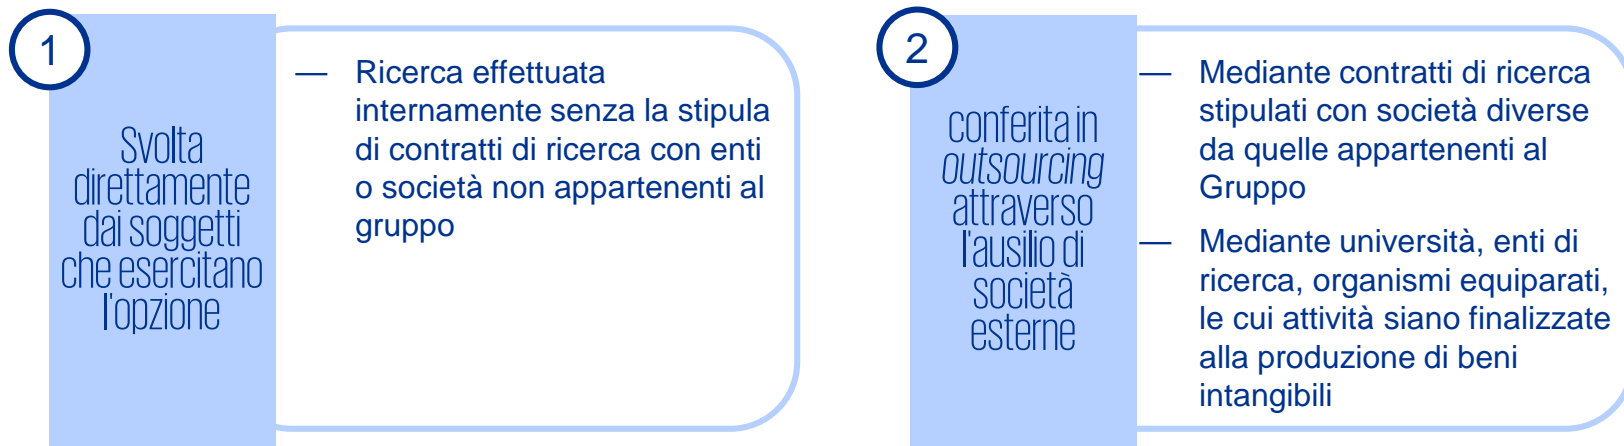 1
Svolta
direttamente
dai soggetti
che esercitano
l'opzione
— Ricerca effettuata
internamente senza la stipula
di contratti di ricerca con enti
o società non appartenenti al
gruppo
2
conferita in
outsourcing
attraverso
l'ausilio di
società
esterne
— Mediante contratti di ricerca
stipulati con società diverse
da quelle appartenenti al
Gruppo
— Mediante università, enti di
ricerca, organismi equiparati,
le cui attività siano finalizzate
alla produzione di beni
intangibili